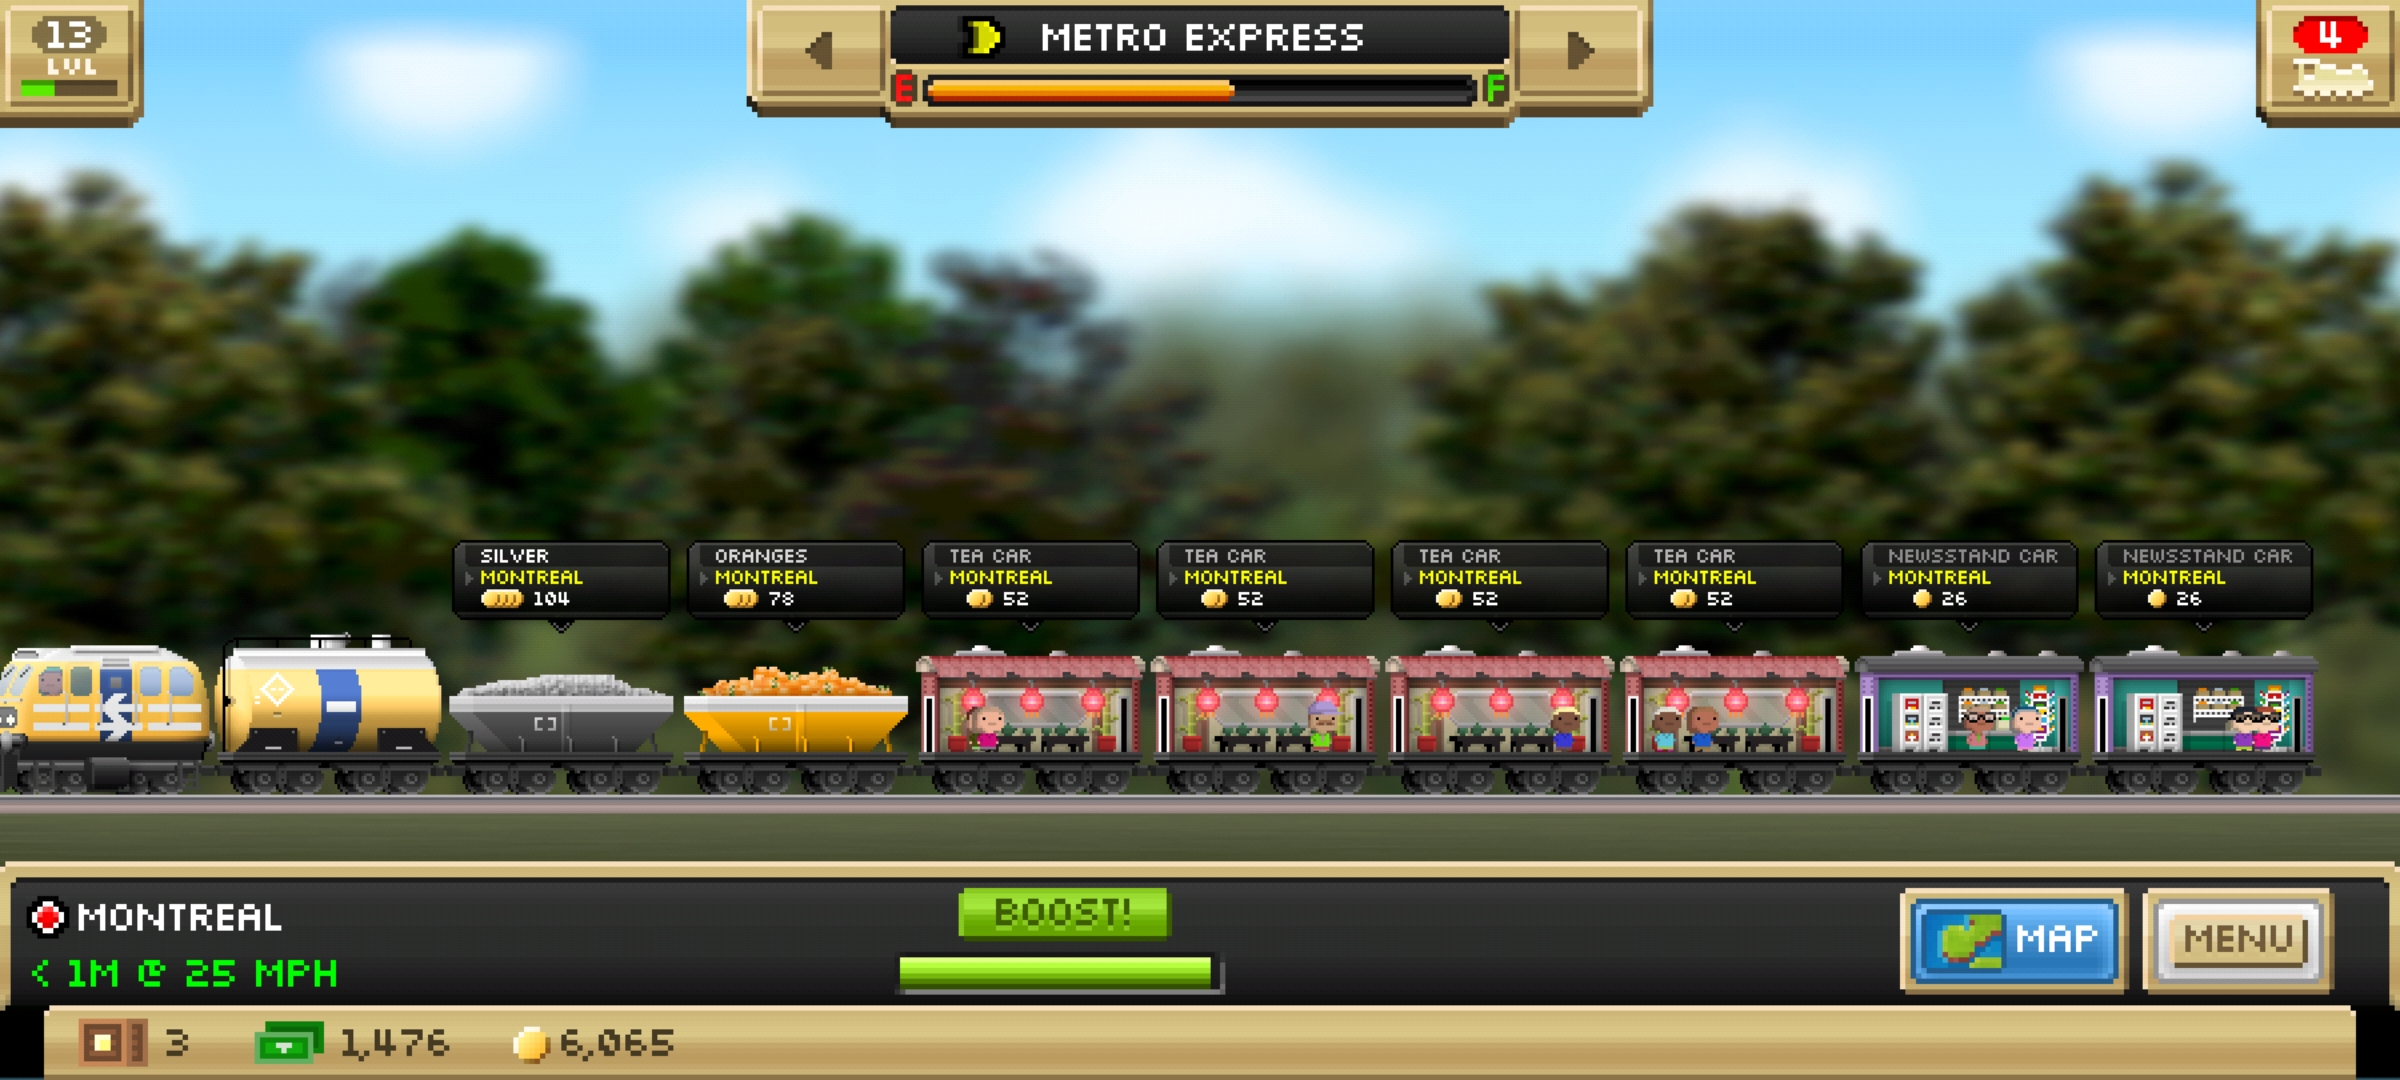 13
LVL
METRO EXPRESS
E F
4
SILVER
MONTREAL
104
ORANGES
MONTREAL
78
TEA CAR
MONTREAL
52
TEA CAR
MONTREAL
52
TEA CAR
MONTREAL
52
TEA CAR
MONTREAL
52
NEWSSTAND CAR
MONTREAL
26
NEWSSTAND CAR
MONTREAL
26
MONTREAL
< 1M @ 25 MPH
BOOST!
MAP
MENU
3 1,476 6,065